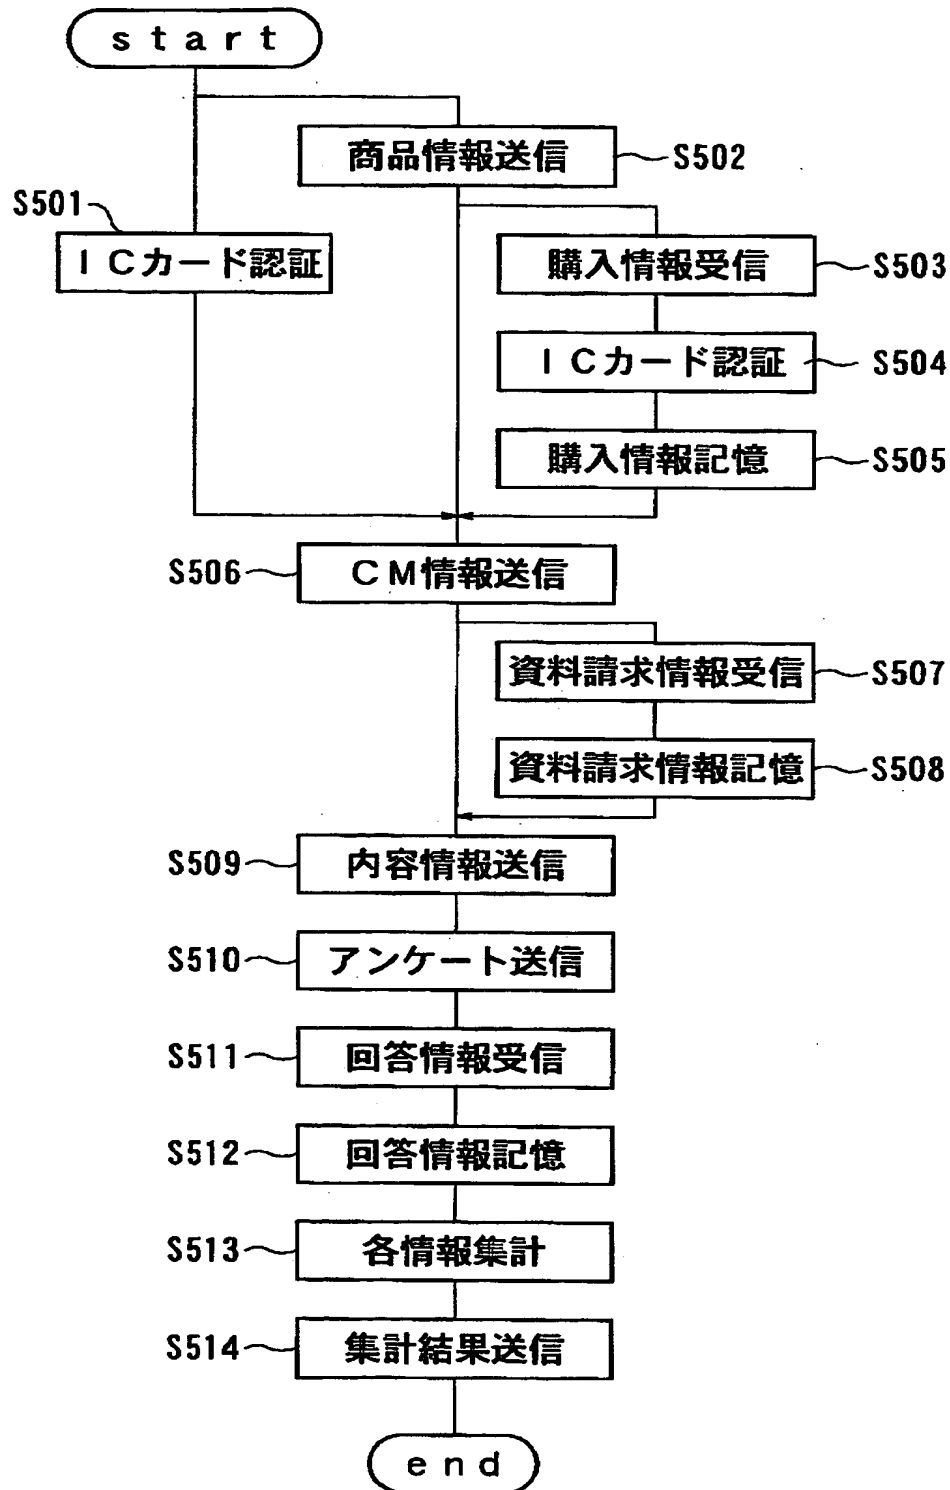 start
商品情報送信 S502
S501
ICカード認証
購入情報受信 S503
ICカード認証 S504
購入情報記憶 S505
S506 CM情報送信
資料請求情報受信 S507
資料請求情報記憶 S508
S509 内容情報送信
S510 アンケート送信
S511 回答情報受信
S512 回答情報記憶
S513 各情報集計
S514 集計結果送信
end